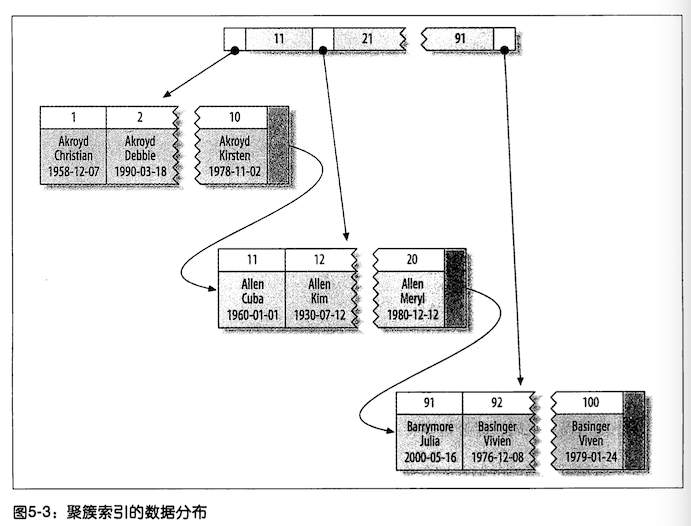 11 21 91
1 2 10
Akroyd Akroyd Akroyd
Christian Debbie Kirsten
1958-12-07 1990-03-18 1978-11-02
11 12 20
Allen Allen Allen
Cuba Kim Meryl
1960-01-01 1930-07-12 1980-12-12
91 92 100
Barrymore Basinger Basinger
Julia Vivien Viven
2000-05-16 1976-12-08 1979-01-24
图5-3：聚簇索引的数据分布